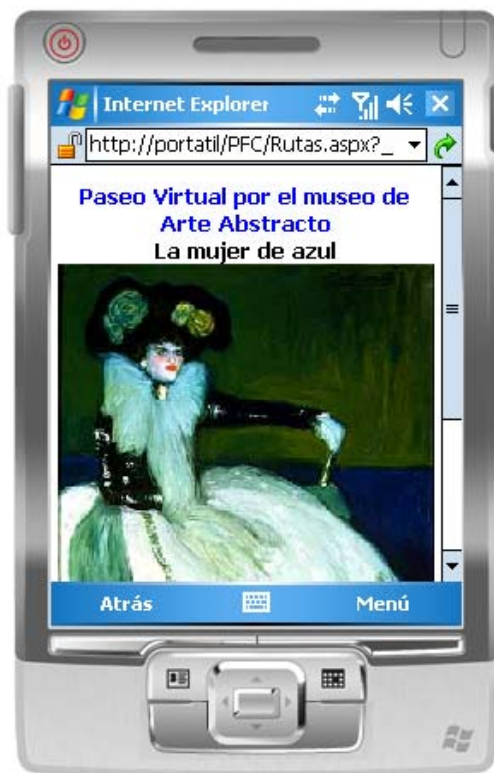 Internet Explorer
http://portatil/PFC/Rutas.aspx?_
Paseo Virtual por el museo de
Arte Abstracto
La mujer de azul
Atrás Menú